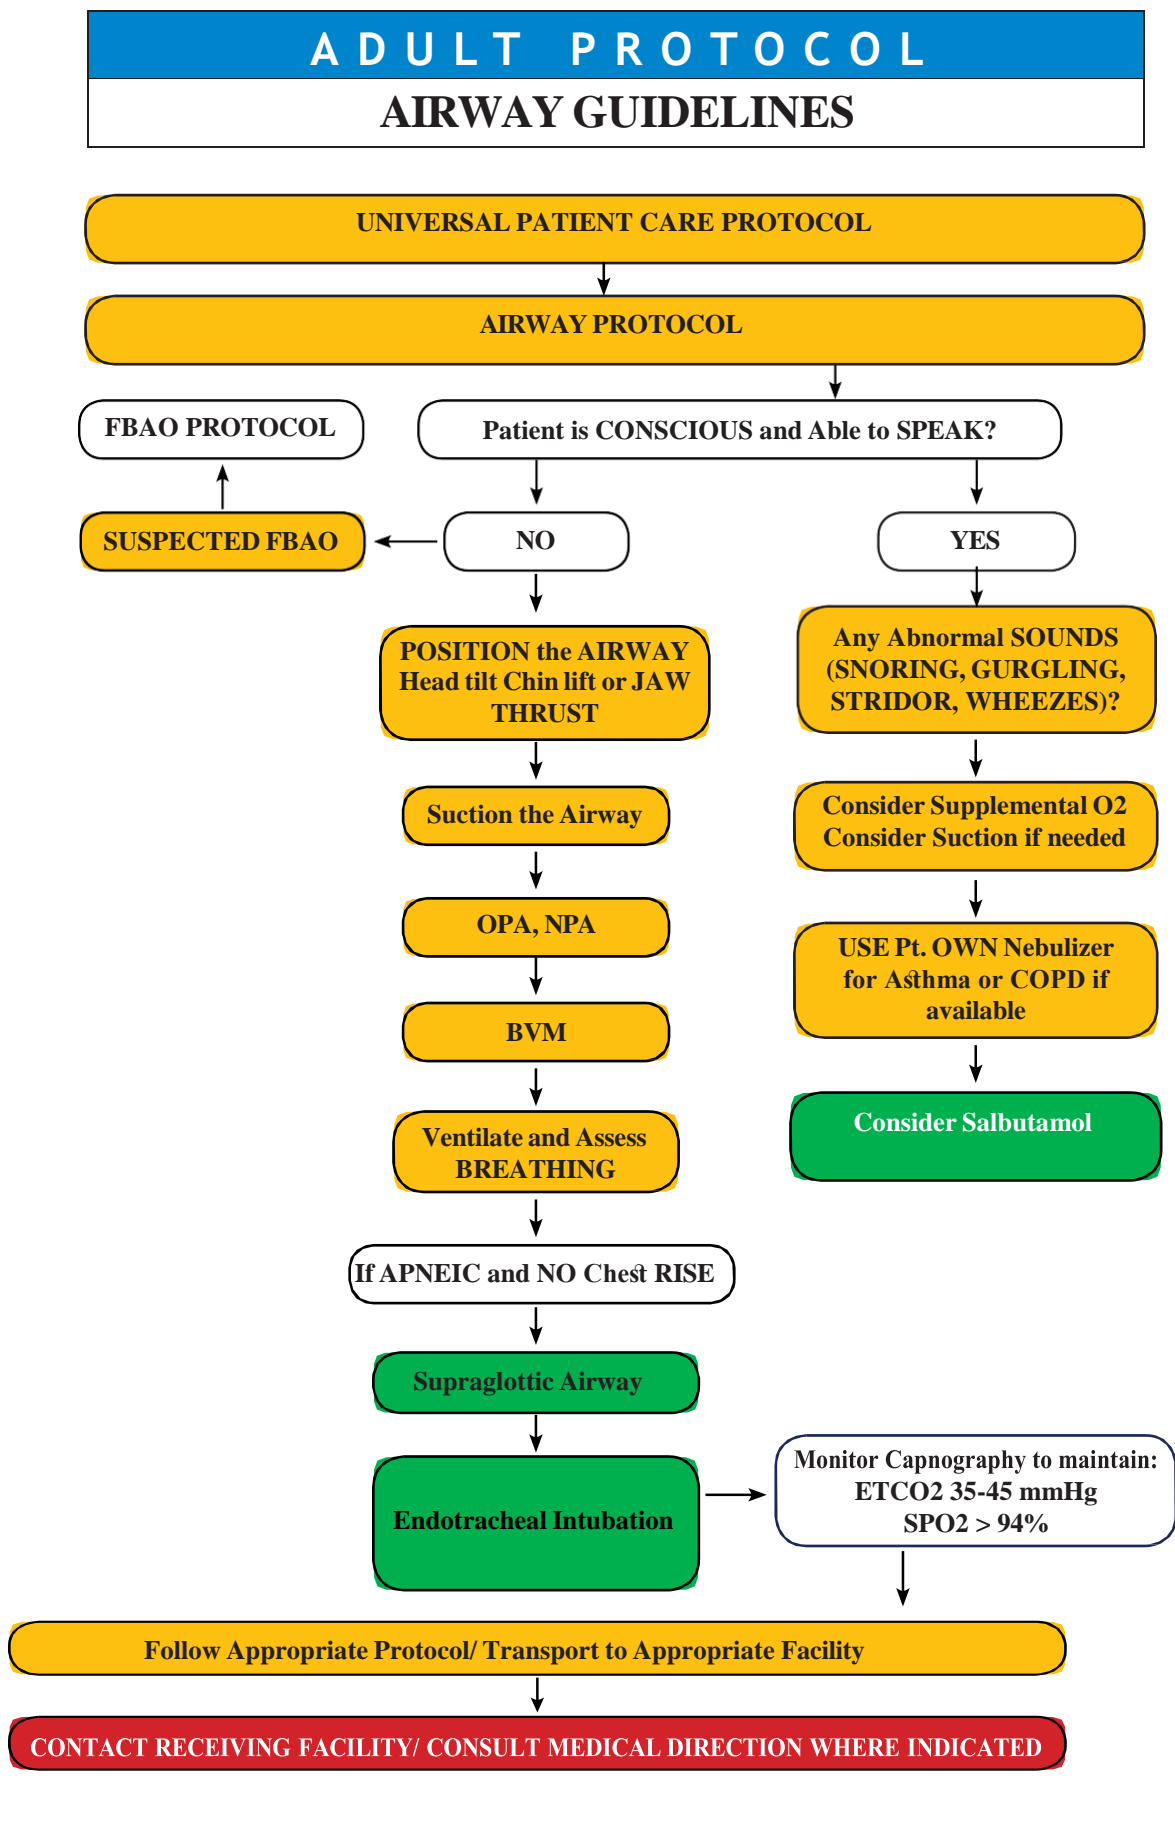 ADULT PROTOCOL
AIRWAY GUIDELINES
UNIVERSAL PATIENT CARE PROTOCOL
AIRWAY PROTOCOL
FBAO PROTOCOL
Patient is CONSCIOUS and Able to SPEAK?
SUSPECTED FBAO
NO
YES
POSITION the AIRWAY
Head tilt Chin lift or JAW
THRUST
Suction the Airway
OPA, NPA
BVM
Ventilate and Assess
BREATHING
If APNEIC and NO Chest RISE
Supraglottic Airway
Endotracheal Intubation
Any Abnormal SOUNDS
(SNORING, GURGLING,
STRIDOR, WHEEZES)?
Consider Supplemental O2
Consider Suction if needed
USE Pt. OWN Nebulizer
for Asthma or COPD if
available
Consider Salbutamol
Monitor Capnography to maintain:
ETCO2 35-45 mmHg
SPO2 > 94%
Follow Appropriate Protocol/ Transport to Appropriate Facility
CONTACT RECEIVING FACILITY/ CONSULT MEDICAL DIRECTION WHERE INDICATED